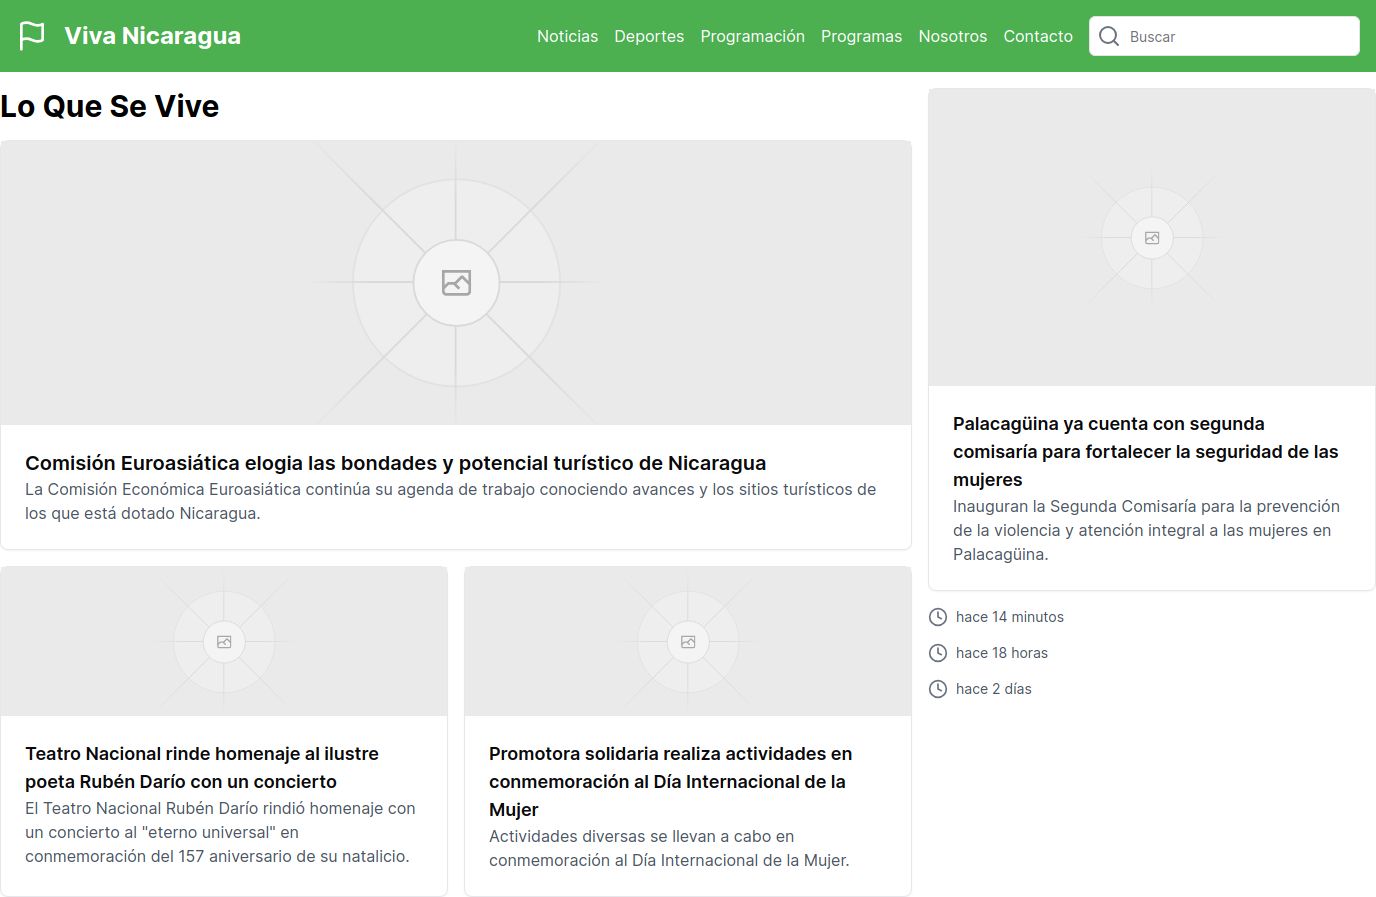 Viva Nicaragua
Noticias Deportes Programación Programas Nosotros Contacto Buscar
Lo Que Se Vive
Comisión Euroasiática elogia las bondades y potencial turístico de Nicaragua
La Comisión Económica Euroasiática continúa su agenda de trabajo conociendo avances y los sitios turísticos de
los que está dotado Nicaragua.
Teatro Nacional rinde homenaje al ilustre
poeta Rubén Darío con un concierto
El Teatro Nacional Rubén Darío rindió homenaje con
un concierto al "eterno universal" en
conmemoración del 157 aniversario de su natalicio.
Promotora solidaria realiza actividades en
conmemoración al Día Internacional de la
Mujer
Actividades diversas se llevan a cabo en
conmemoración al Día Internacional de la Mujer.
Palacagüina ya cuenta con segunda
comisaría para fortalecer la seguridad de las
mujeres
Inauguran la Segunda Comisaría para la prevención
de la violencia y atención integral a las mujeres en
Palacagüina.
hace 14 minutos
hace 18 horas
hace 2 días